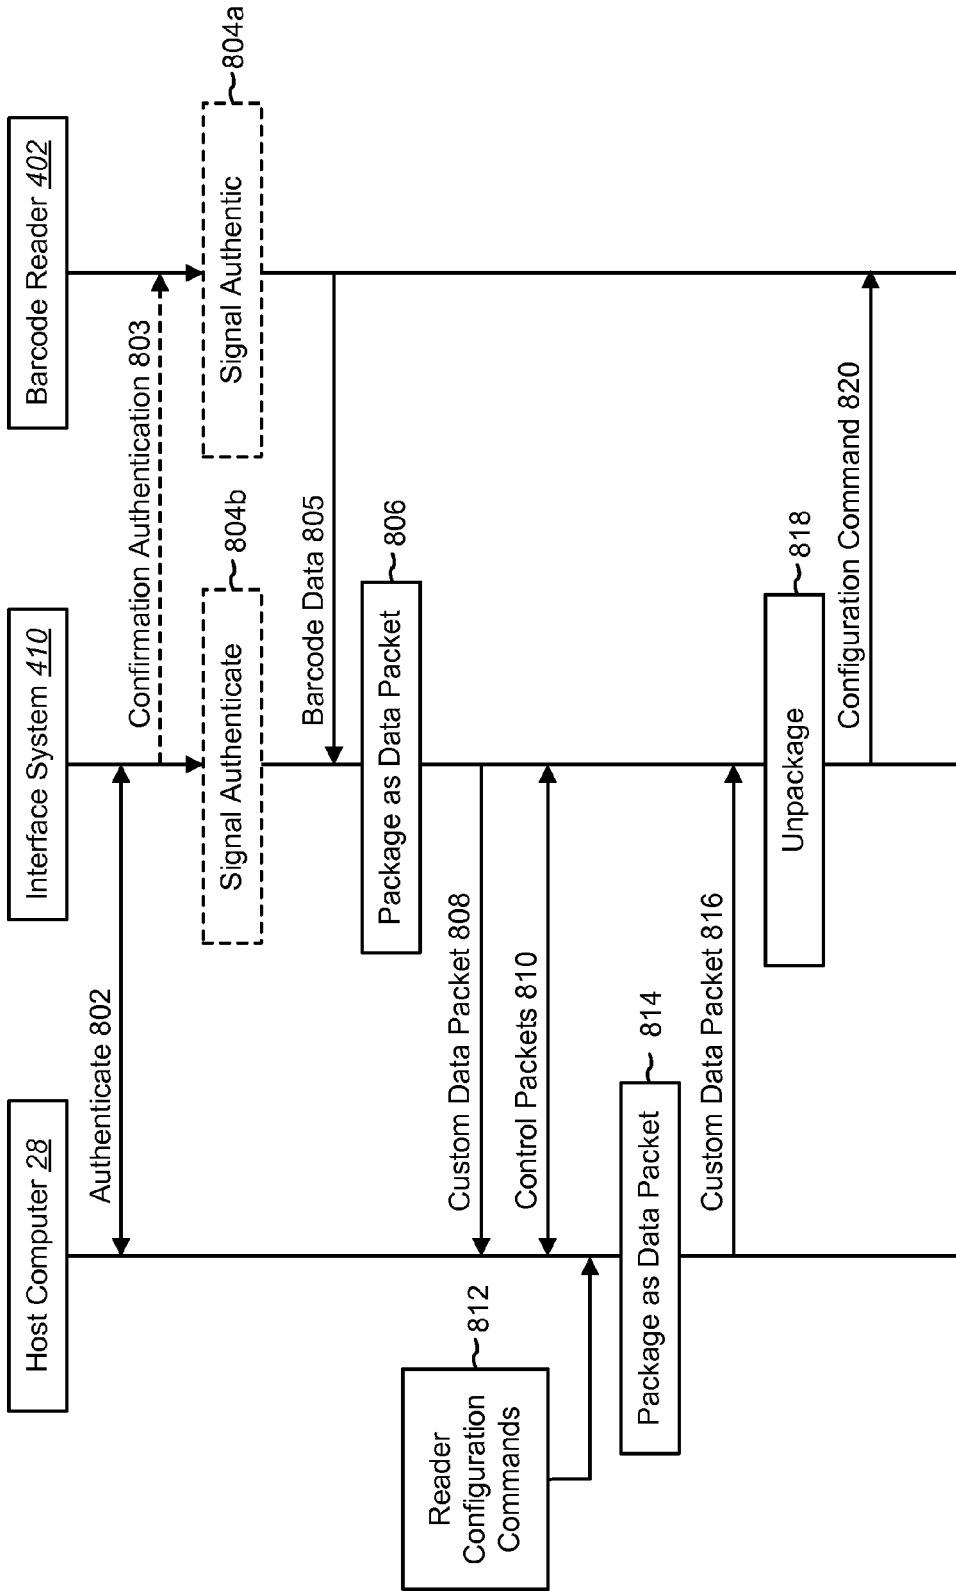 Host Computer 28
Interface System 410
Barcode Reader 402
Authenticate 802
Confirmation Authentication 803
Signal Authenticate
804b
Signal Authentic
804a
Barcode Data 805
Package as Data Packet
806
Custom Data Packet 808
Control Packets 810
Reader
Configuration
Commands
812
Package as Data Packet
814
Custom Data Packet 816
Unpackage
818
Configuration Command 820